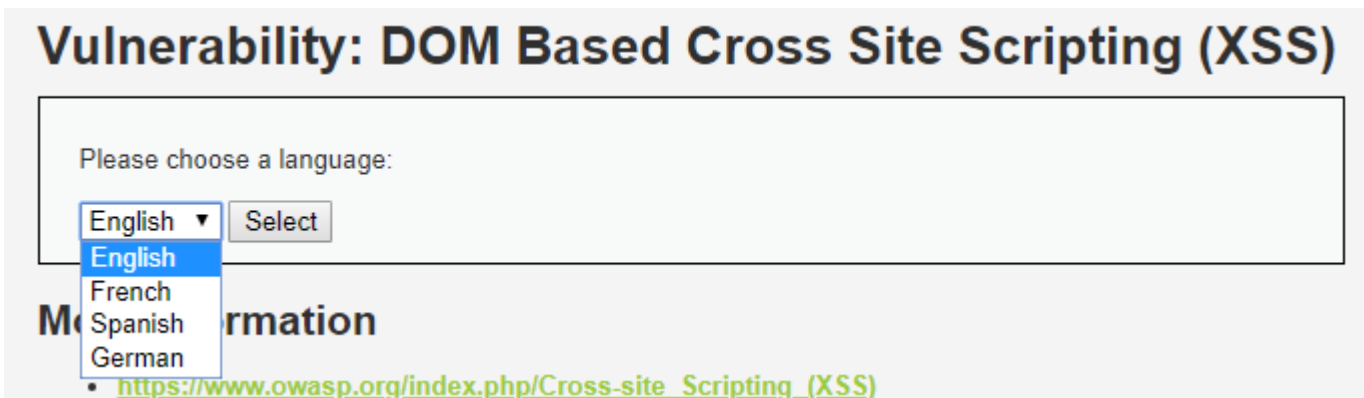 Vulnerability: DOM Based Cross Site Scripting (XSS)
Please choose a language:
English ▼ Select
English
French
Spanish
German
Mo rmation
https://www.owasp.org/index.php/Cross-site_Scripting_(XSS)